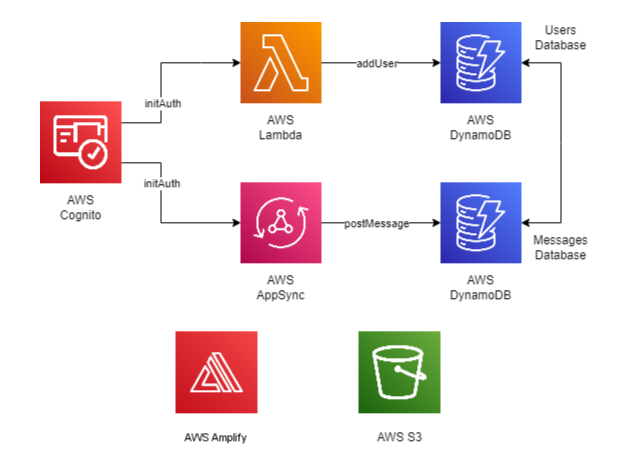 Users
Database
addUser
initAuth
AWS
Lambda
AWS
DynamoDB
initAuth
AWS
Cognito
postMessage
Messages
Database
AWS
AppSync
AWS
DynamoDB
AWS Amplify
AWS S3